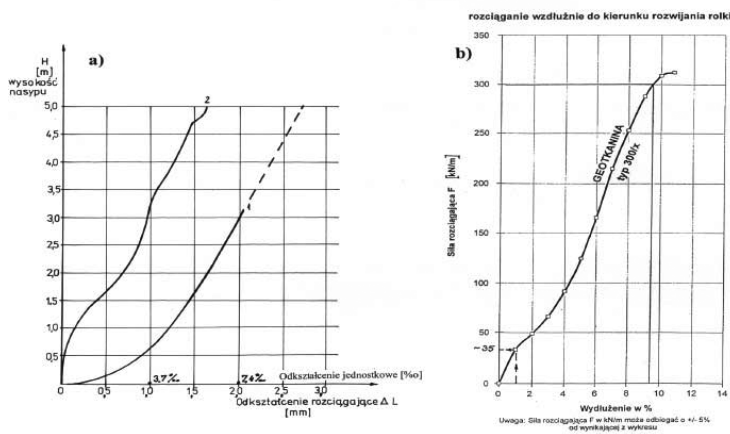 H
[m]
wysokość
nasypu
a)
5,0
4,5
4,0
3,5
3,0
2,5
2,0
1,5
1,0
0,5
2
1
0
0,5
1,0
1,5
2,0
2,5
3,0
3,7‰
7,4‰
Odkształcenie jednostkowe [%o]
Odkształcenie rozciągające Δ L
[mm]
rozciąganie wzdłużnie do kierunku rozwijania rolki
b)
350
300
250
200
150
100
50
~35
0
Siła rozciągająca F [kN/m]
GEOTKANINA
typ 300/x
0 2 4 6 8 10 12 14
Wydłużenie w %
Uwaga: Siła rozciągająca F w kN/m może odbiegać o +/- 5%
od wynikającej z wykresu